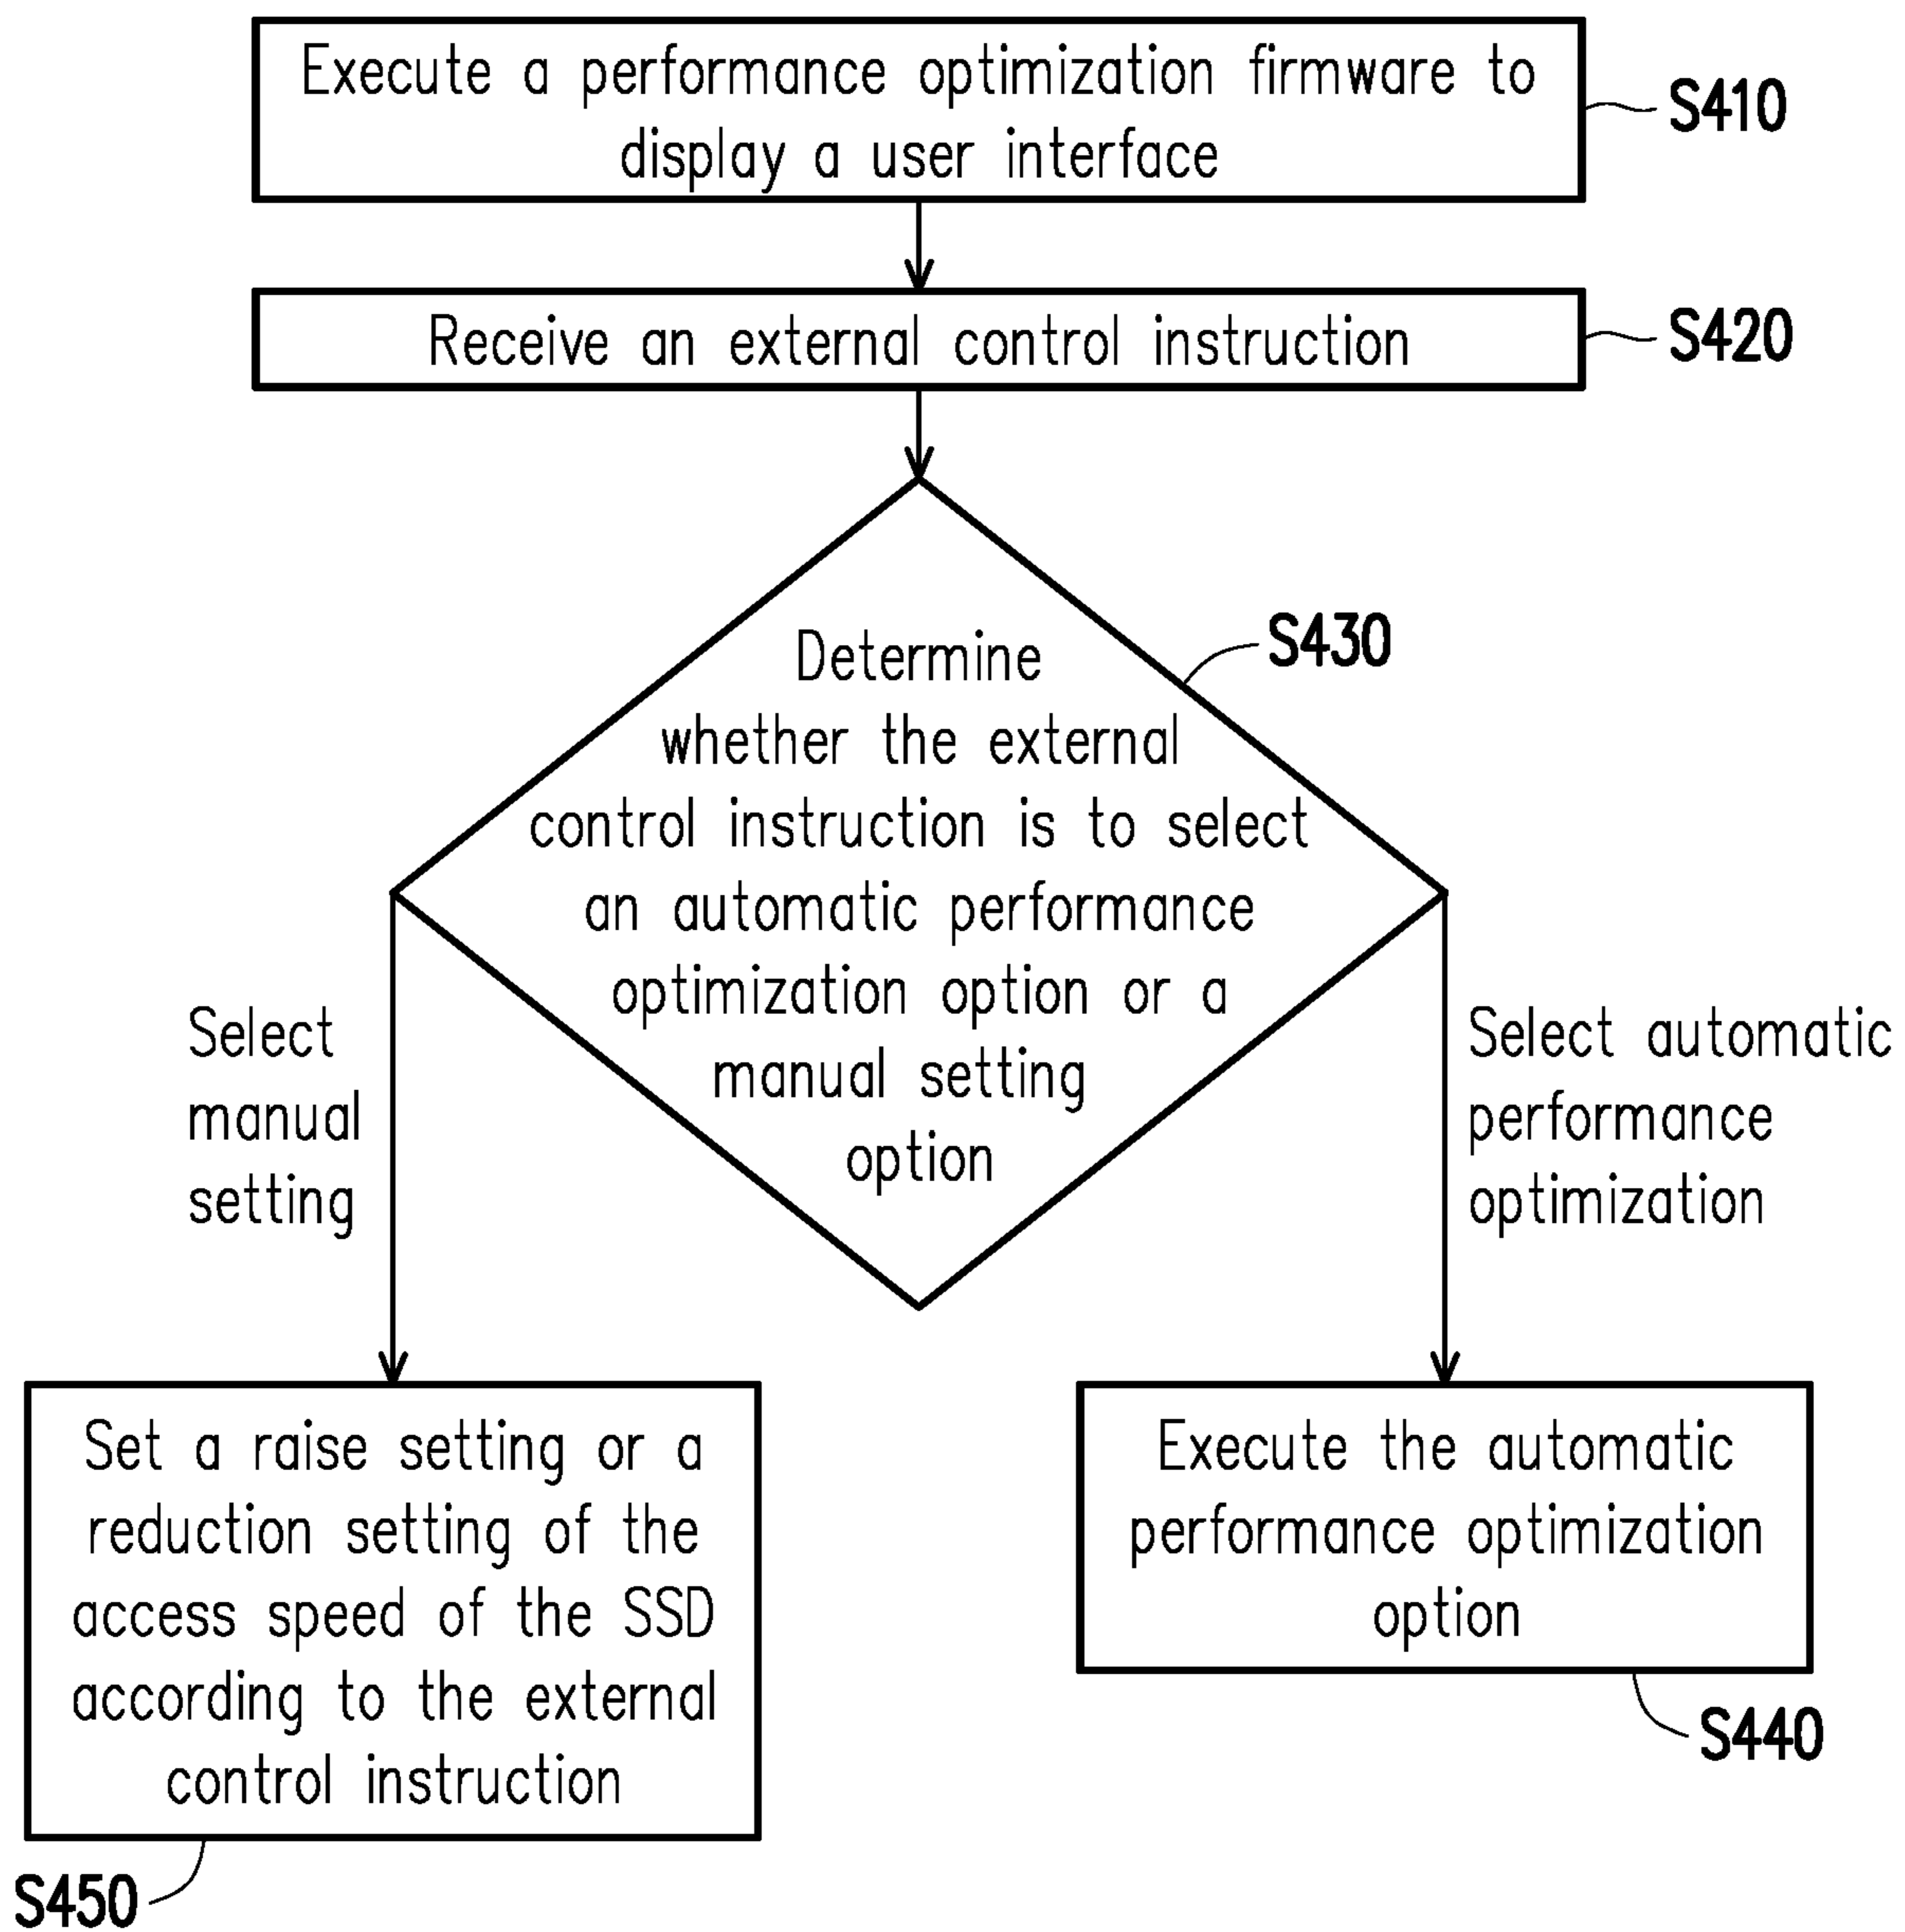 Execute a performance optimization firmware to
display a user interface
S410
Receive an external control instruction
S420
Determine
whether the external
control instruction is to select
an automatic performance
optimization option or a
manual setting
option
S430
Select
manual
setting
Select automatic
performance
optimization
Set a raise setting or a
reduction setting of the
access speed of the SSD
according to the external
control instruction
S450
Execute the automatic
performance optimization
option
S440